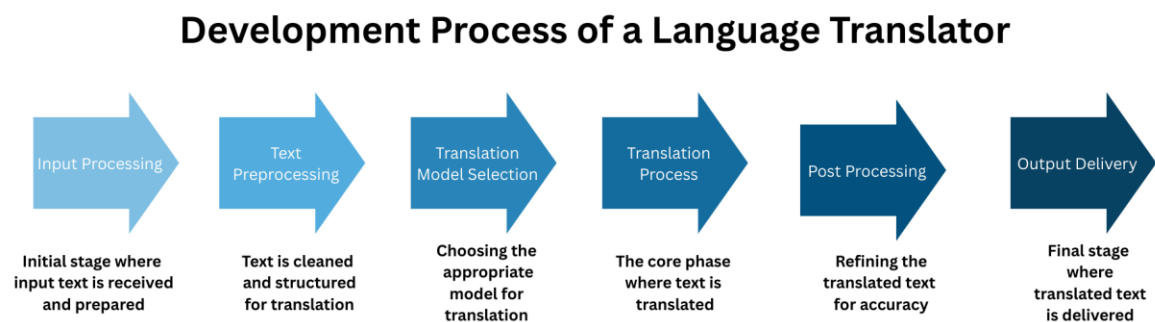 Development Process of a Language Translator
Input Processing
Text
Preprocessing
Translation
Model Selection
Translation
Process
Post Processing
Output Delivery
Initial stage where
input text is received
and prepared
Text is cleaned
and structured
for translation
Choosing the
appropriate
model for
translation
The core phase
where text is
translated
Refining the
translated text
for accuracy
Final stage
where
translated text
is delivered